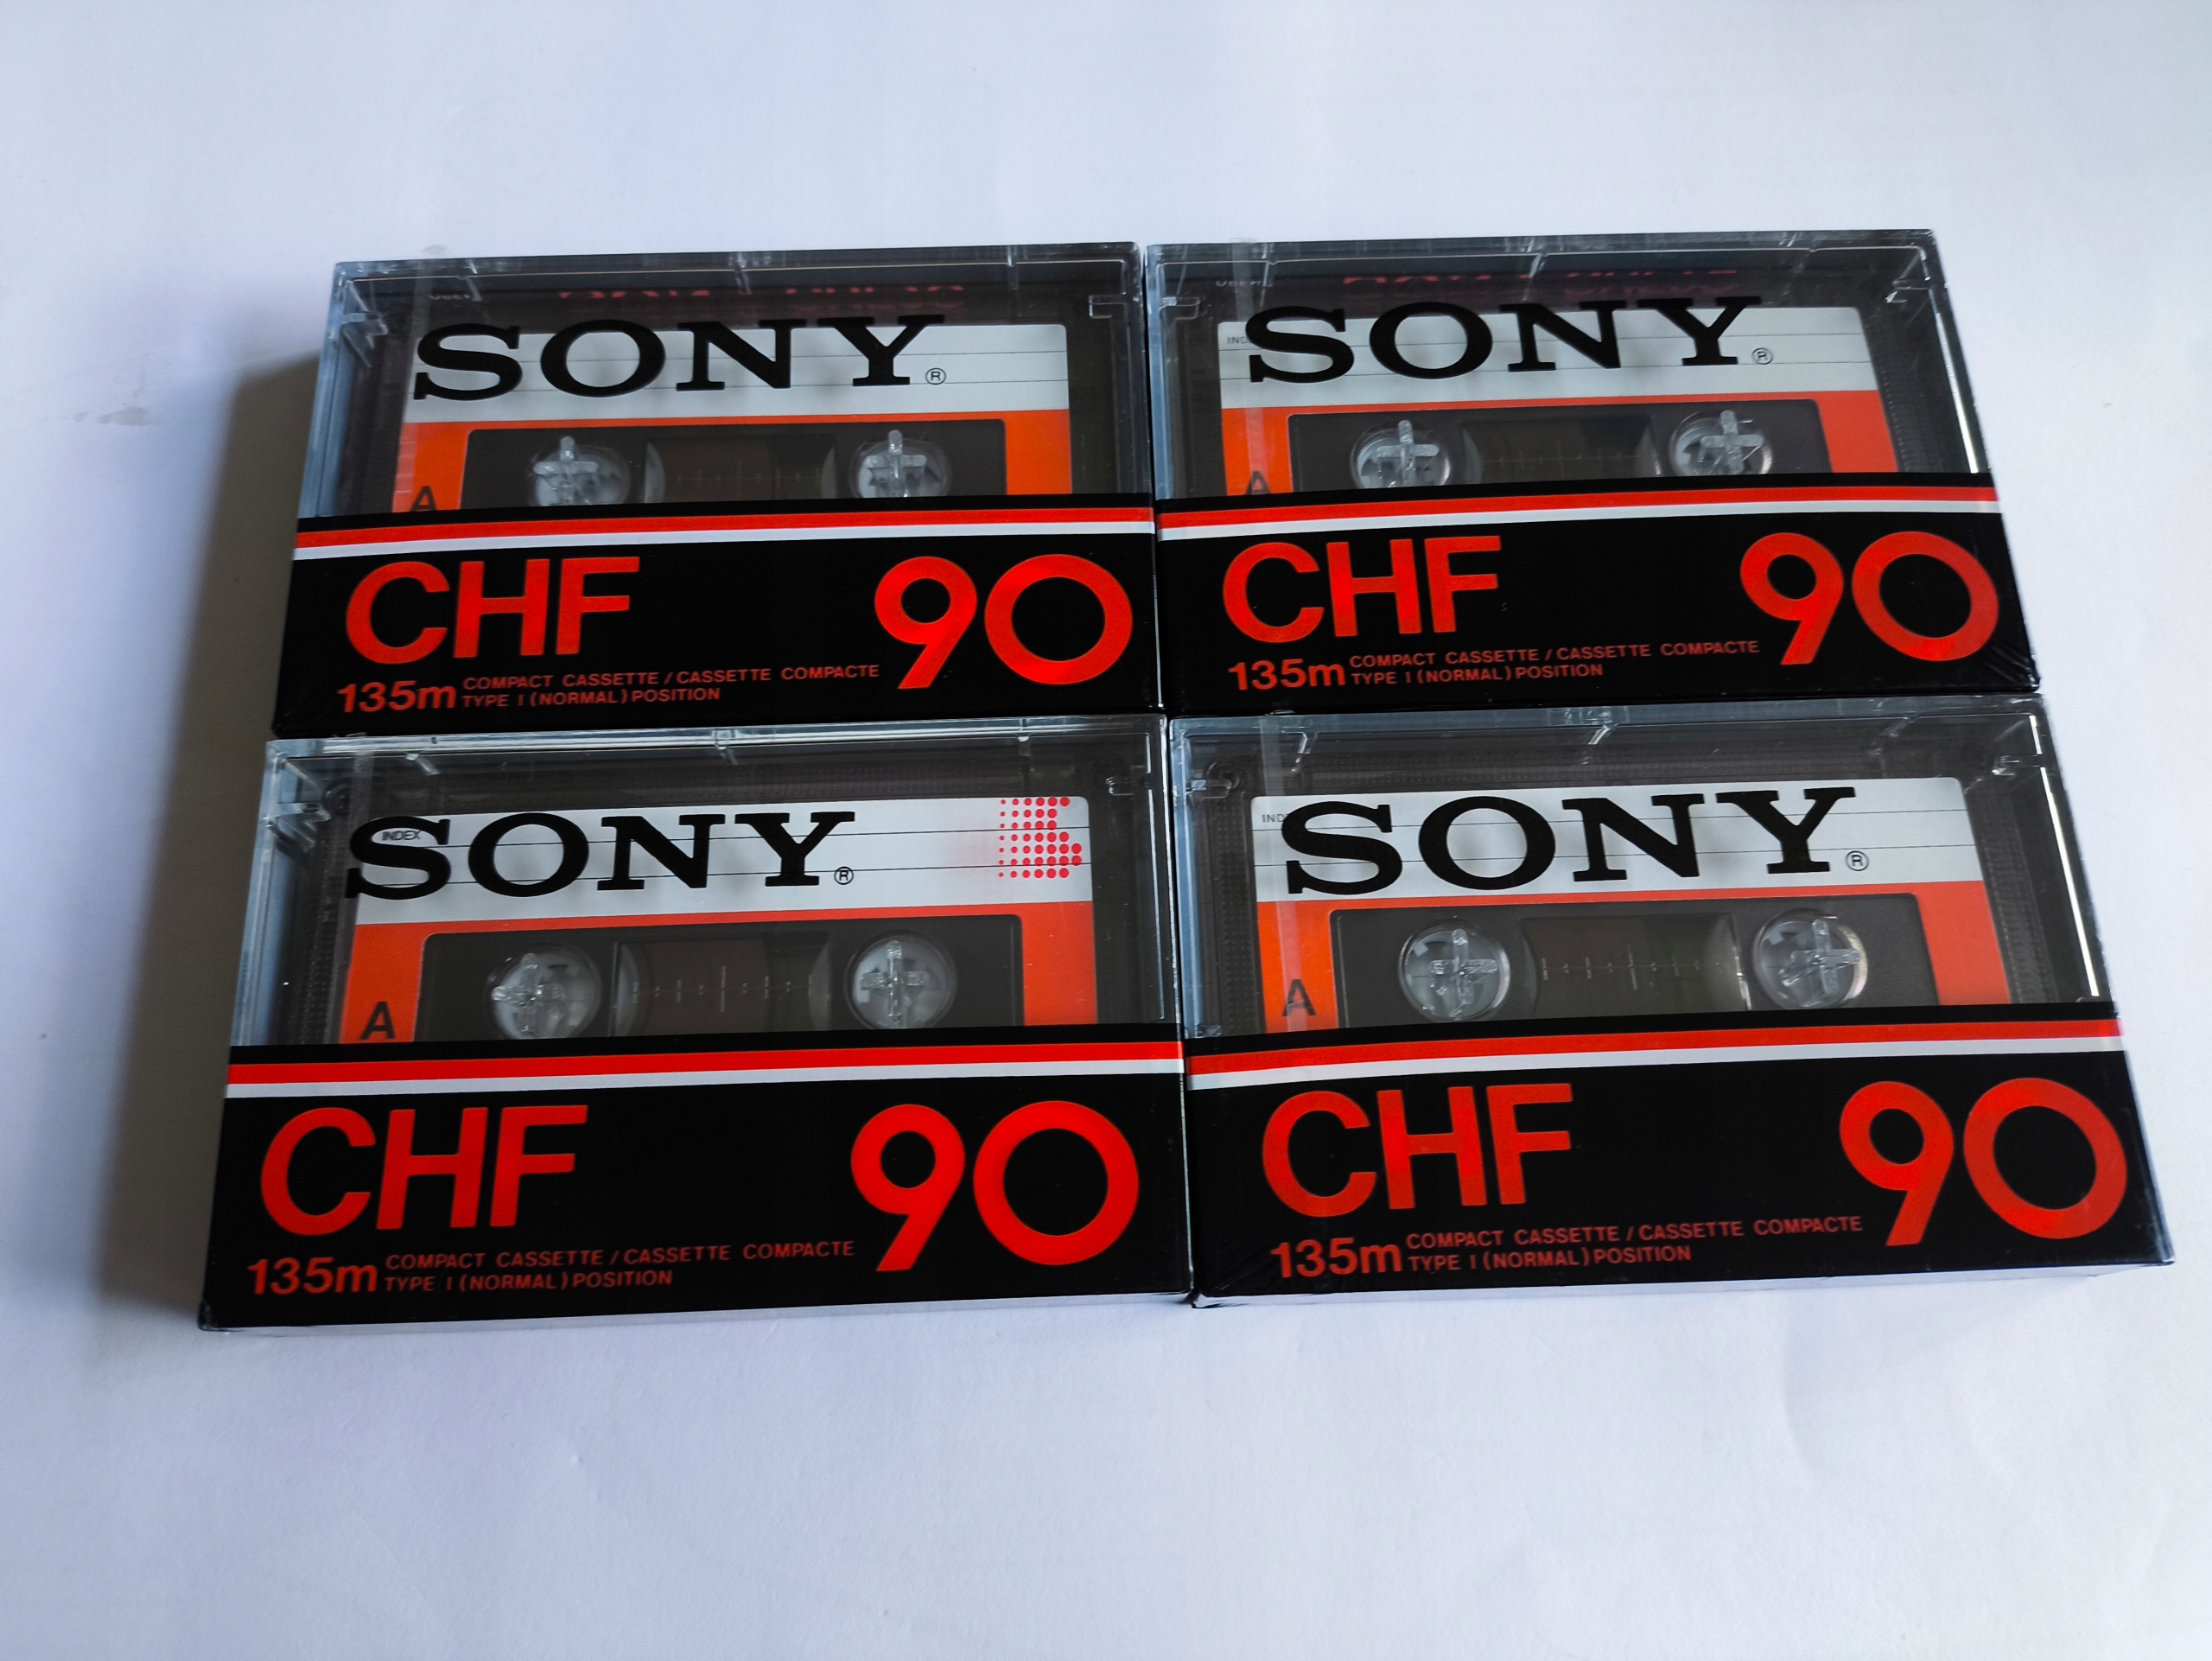 SONY®
A
CHF 90
135m COMPACT CASSETTE / CASSETTE COMPACTE
TYPE I (NORMAL) POSITION
SONY®
A
CHF 90
135m COMPACT CASSETTE / CASSETTE COMPACTE
TYPE I (NORMAL) POSITION
INDEX
SONY®
A
CHF 90
135m COMPACT CASSETTE / CASSETTE COMPACTE
TYPE I (NORMAL) POSITION
SONY®
A
CHF 90
135m COMPACT CASSETTE / CASSETTE COMPACTE
TYPE I (NORMAL) POSITION